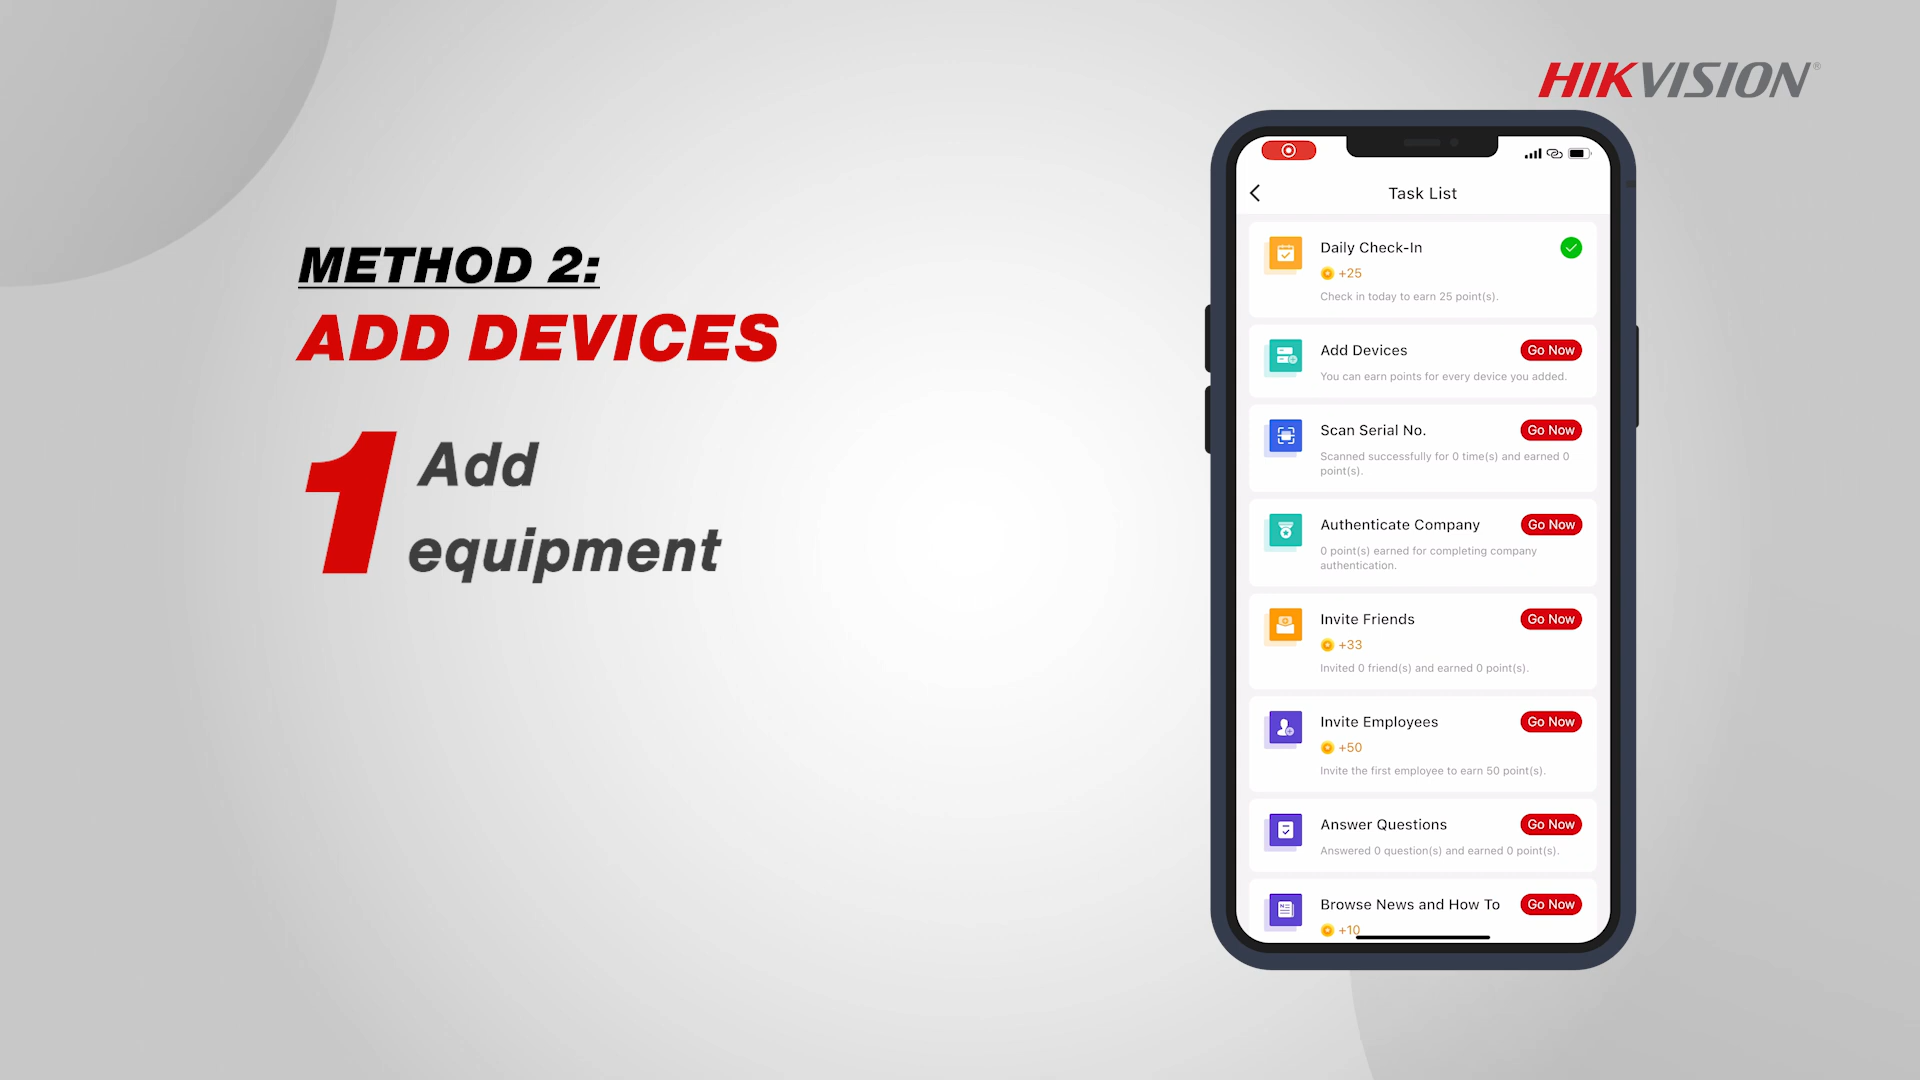 HIKVISION®
METHOD 2:
ADD DEVICES
1 Add
equipment
Task List
Daily Check-In
+25
Check in today to earn 25 point(s).
Add Devices
Go Now
You can earn points for every device you added.
Scan Serial No.
Go Now
Scanned successfully for 0 time(s) and earned 0
point(s).
Authenticate Company
Go Now
0 point(s) earned for completing company
authentication.
Invite Friends
Go Now
+33
Invited 0 friend(s) and earned 0 point(s).
Invite Employees
Go Now
+50
Invite the first employee to earn 50 point(s).
Answer Questions
Go Now
Answered 0 question(s) and earned 0 point(s).
Browse News and How To
Go Now
+10